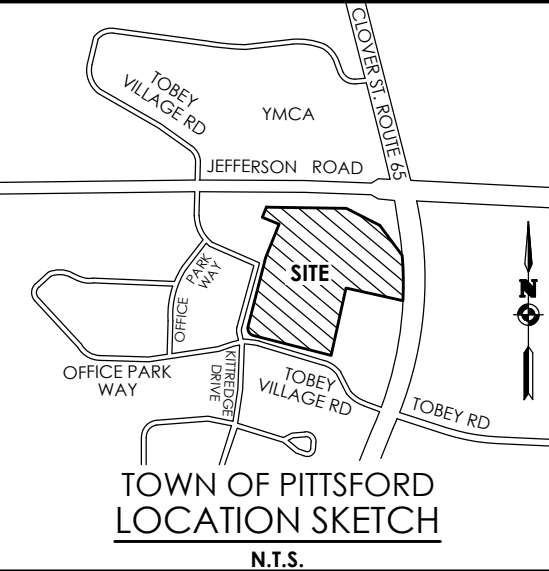 CLOVER ST. ROUTE 65
TOBEY
VILLAGE RD
YMCA
JEFFERSON ROAD
SITE
N
OFFICE
PARK
WAY
OFFICE PARK
WAY
KITTREDGE
DRIVE
TOBEY
VILLAGE RD
TOBEY RD
TOWN OF PITTSFORD
LOCATION SKETCH
N.T.S.